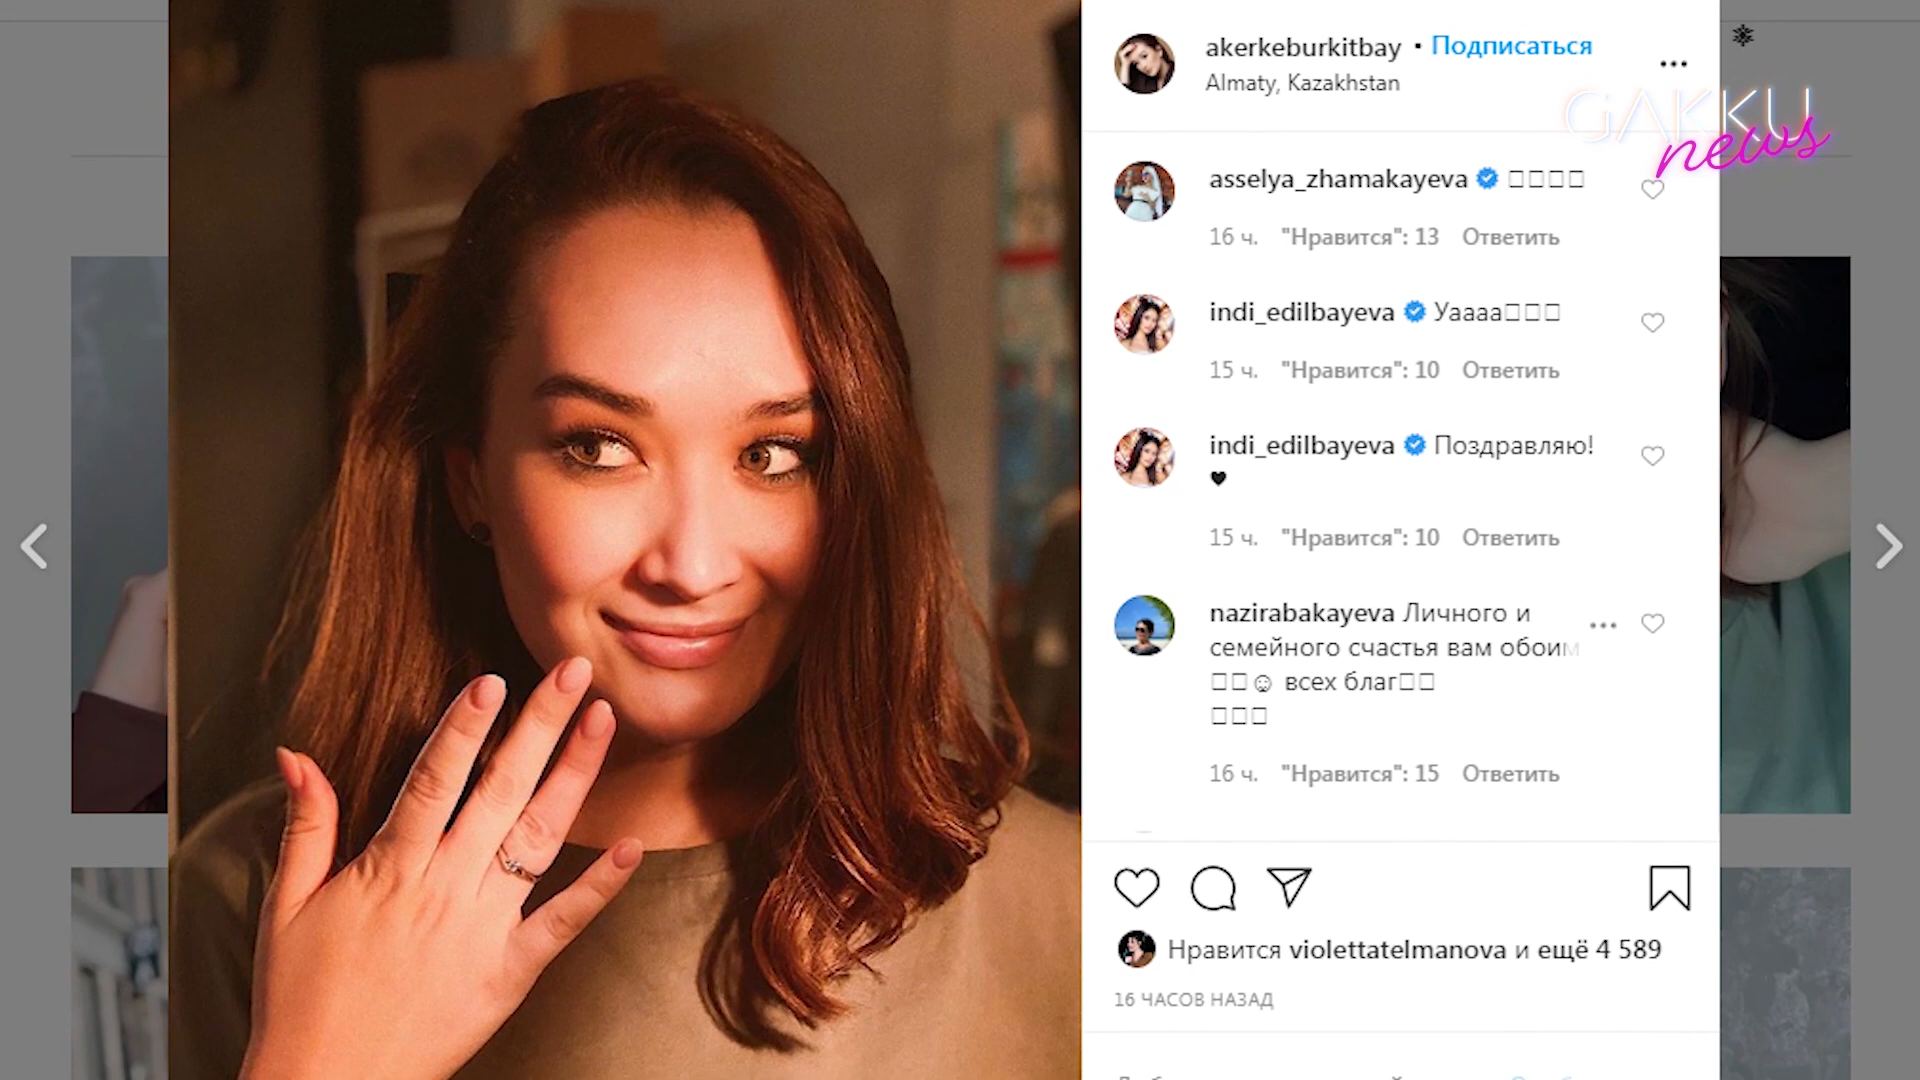 akerkeburkitbay • Подписаться
Almaty, Kazakhstan
GAKKU
news
asselya_zhamakayeva
16 ч. "Нравится": 13 Ответить
indi_edilbayeva Уаааа
15 ч. "Нравится": 10 Ответить
indi_edilbayeva Поздравляю!
♥
15 ч. "Нравится": 10 Ответить
nazirabakayeva Личного и
семейного счастья вам обоим
☺ всех благ
16 ч. "Нравится": 15 Ответить
Нравится violettatelmanova и ещё 4 589
16 ЧАСОВ НАЗАД